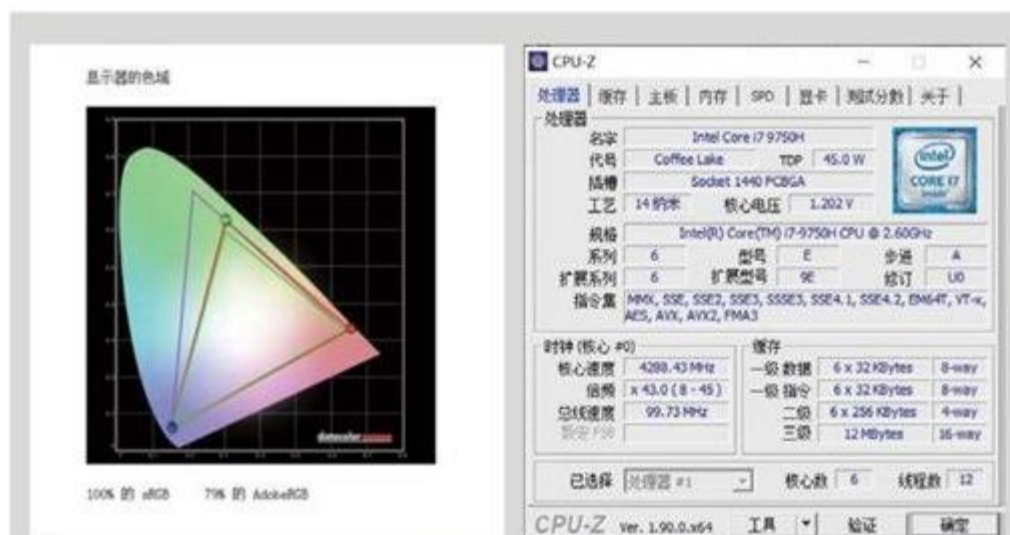 显示器的色域
datacolor
100% 的 sRGB 79% 的 AdobeRGB
CPU-Z
处理器 缓存 主板 内存 SPD 显卡 测试分数 关于
处理器
名字 Intel Core i7 9750H
代号 Coffee Lake TDP 45.0 W
插槽 Socket 1440 FCBGA
工艺 14 纳米 核心电压 1.202 V
intel
CORE i7
规格 Intel(R) Core(TM) i7-9750H CPU @ 2.60GHz
系列 6 型号 E 步进 A
扩展系列 6 扩展型号 9E 修订 U0
指令集 MMX, SSE, SSE2, SSE3, SSSE3, SSE4.1, SSE4.2, EM64T, VT-x,
AES, AVX, AVX2, FMA3
时钟 (核心 #0)
核心速度 4288.43 MHz
倍频 x 43.0 ( 8 - 45 )
总线速度 99.73 MHz
缓存
一级 数据 6 x 32 KBytes 8-way
一级 指令 6 x 32 KBytes 8-way
二级 6 x 256 KBytes 4-way
三级 12 MBytes 16-way
已选择 处理器 #1 核心数 6 线程数 12
CPU-Z Ver. 1.90.0.x64 工具 验证 确定